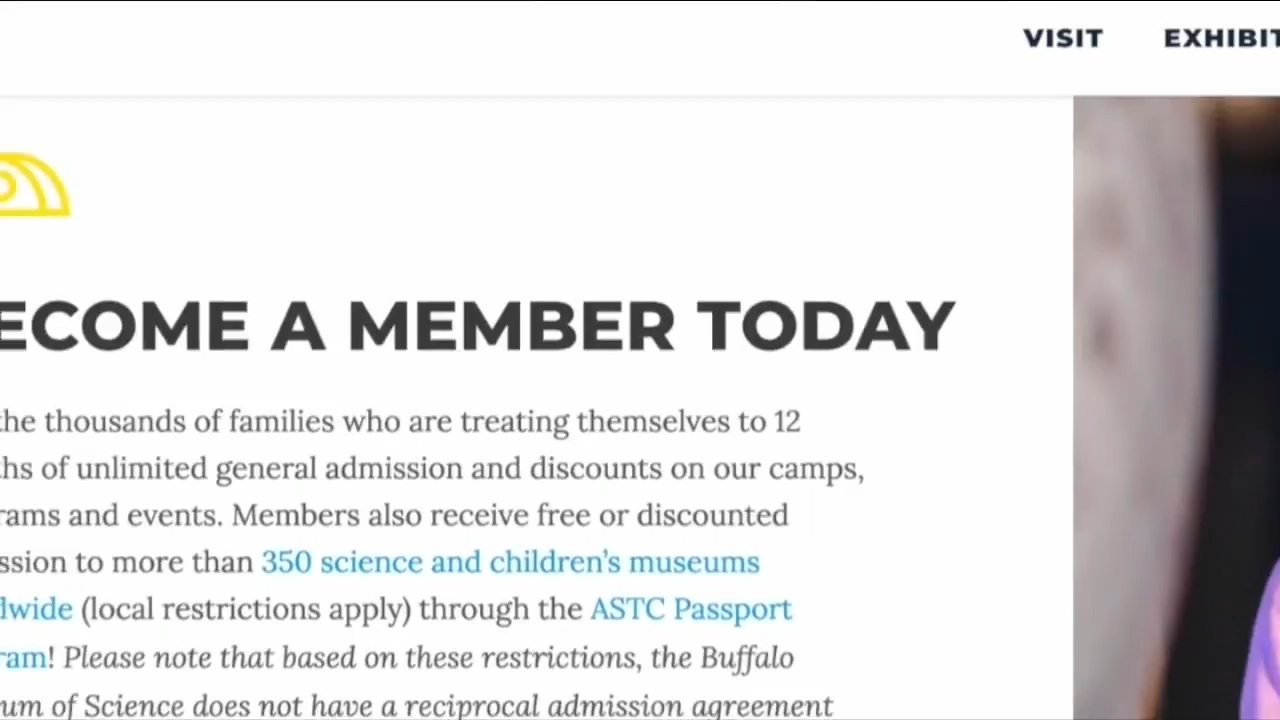 VISIT EXHIBIT
ECOME A MEMBER TODAY
the thousands of families who are treating themselves to 12
ths of unlimited general admission and discounts on our camps,
rams and events. Members also receive free or discounted
ssion to more than 350 science and children’s museums
dwide (local restrictions apply) through the ASTC Passport
ram! Please note that based on these restrictions, the Buffalo
um of Science does not have a reciprocal admission agreement